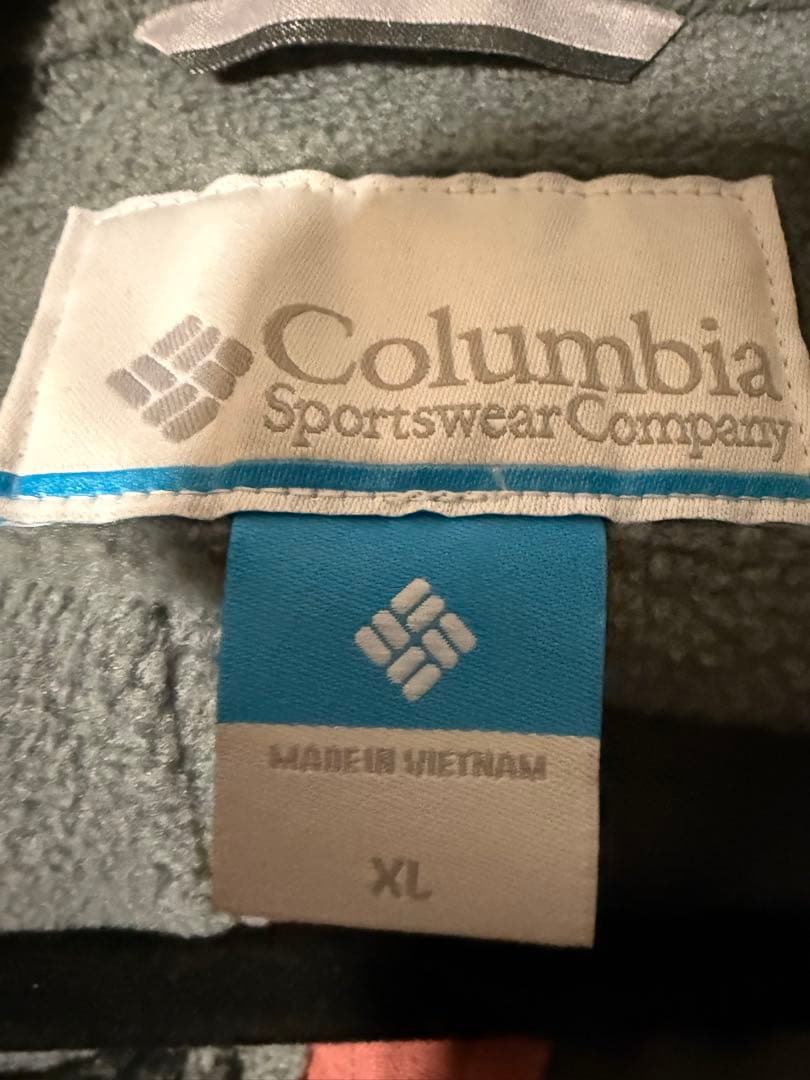 Columbia
Sportswear Company
MADE IN VIETNAM
XL